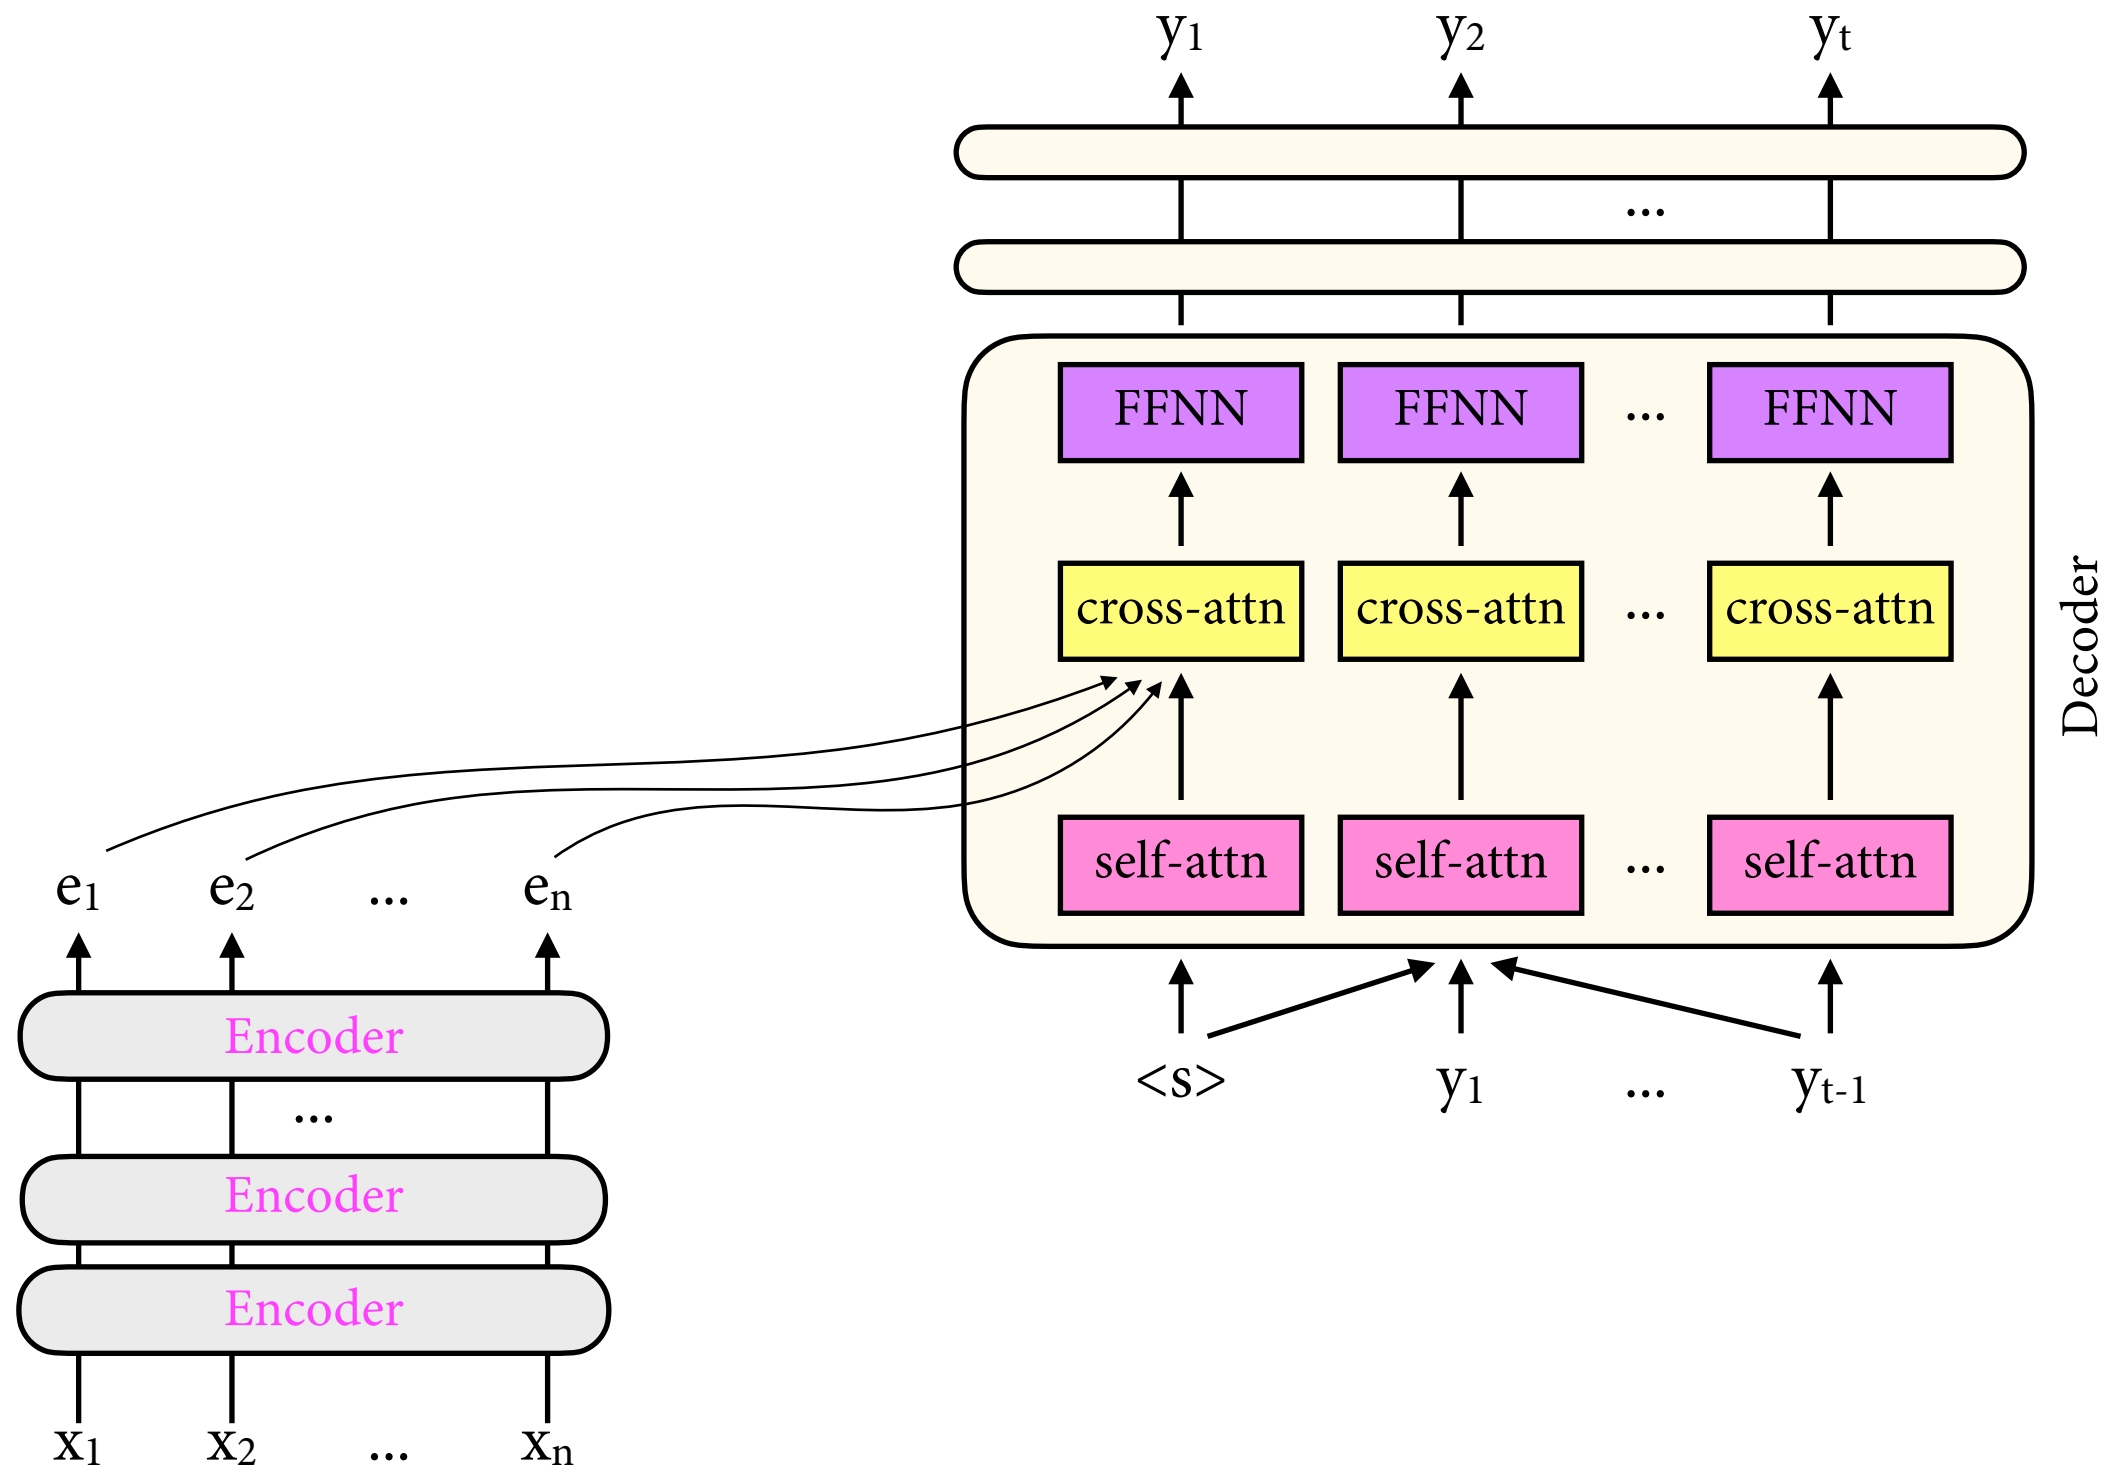 y1 y2 yt
...
FFNN FFNN ... FFNN
cross-attn cross-attn ... cross-attn
Decoder
self-attn self-attn ... self-attn
e1 e2 ... en
<s> y1 ... yt-1
Encoder
...
Encoder
Encoder
x1 x2 ... xn